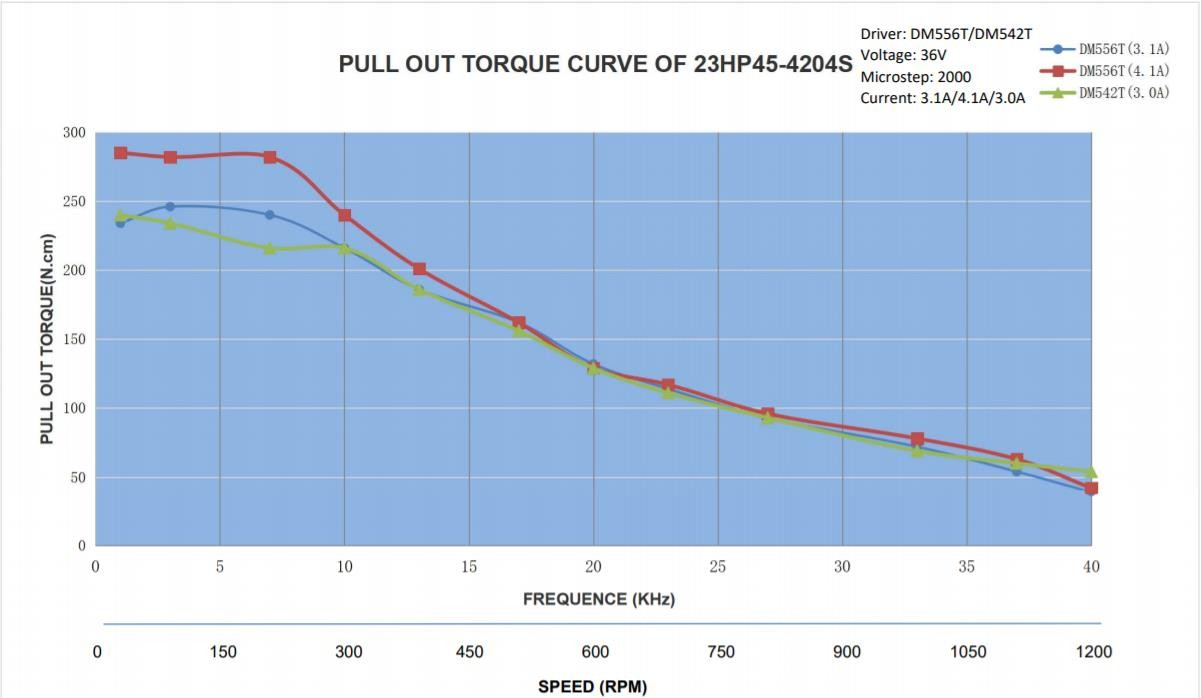 PULL OUT TORQUE CURVE OF 23HP45-4204S
Driver: DM556T/DM542T
Voltage: 36V
Microstep: 2000
Current: 3.1A/4.1A/3.0A
DM556T(3.1A)
DM556T(4.1A)
DM542T(3.0A)
PULL OUT TORQUE(N.cm)
300
250
200
150
100
50
0
0 5 10 15 20 25 30 35 40
FREQUENCE (KHz)
0 150 300 450 600 750 900 1050 1200
SPEED (RPM)